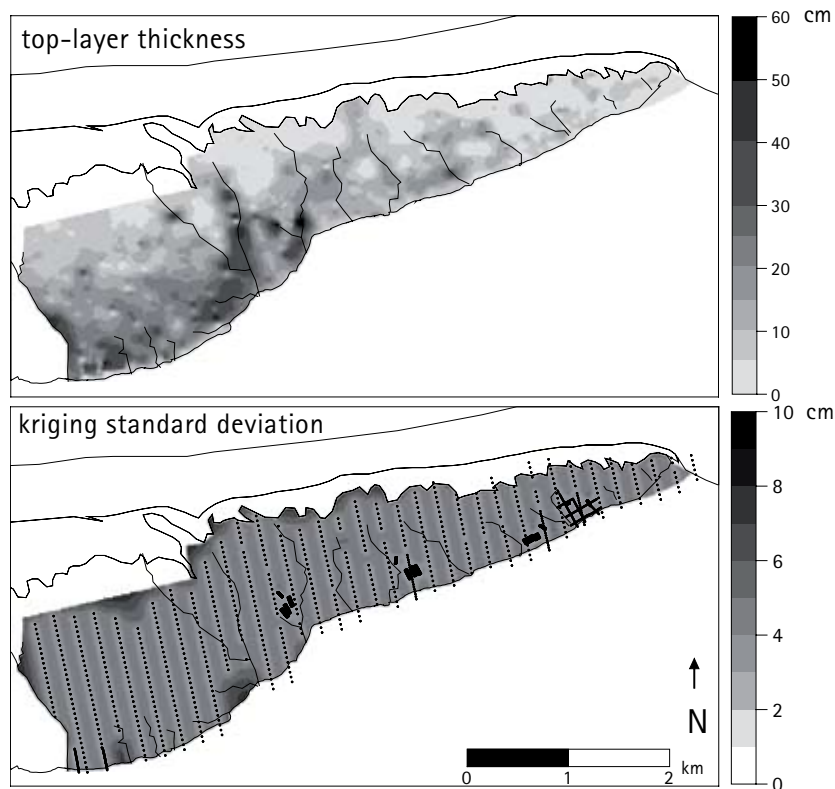 top-layer thickness
60 cm
50
40
30
20
10
0
kriging standard deviation
10 cm
8
6
4
2
0
N
0 1 2 km